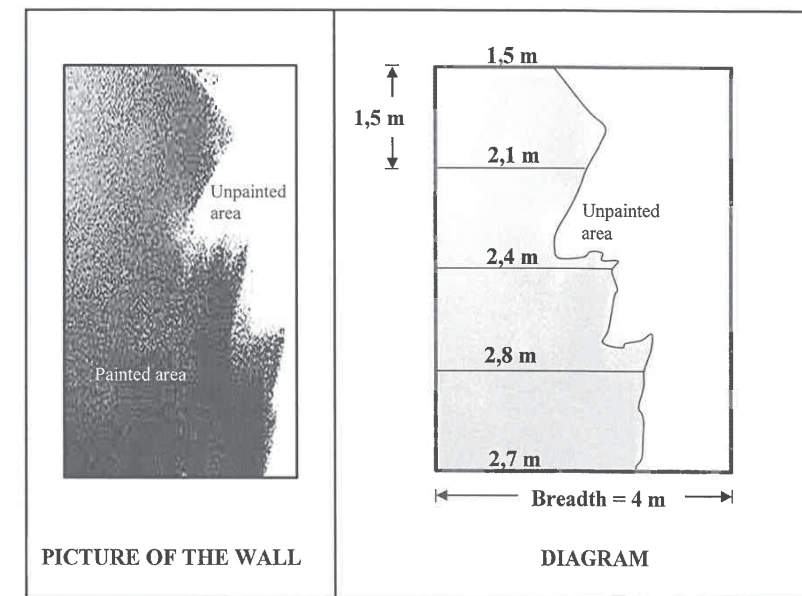 Unpainted
area
Painted area
PICTURE OF THE WALL
1,5 m
1,5 m
2,1 m
Unpainted
area
2,4 m
2,8 m
2,7 m
Breadth = 4 m
DIAGRAM